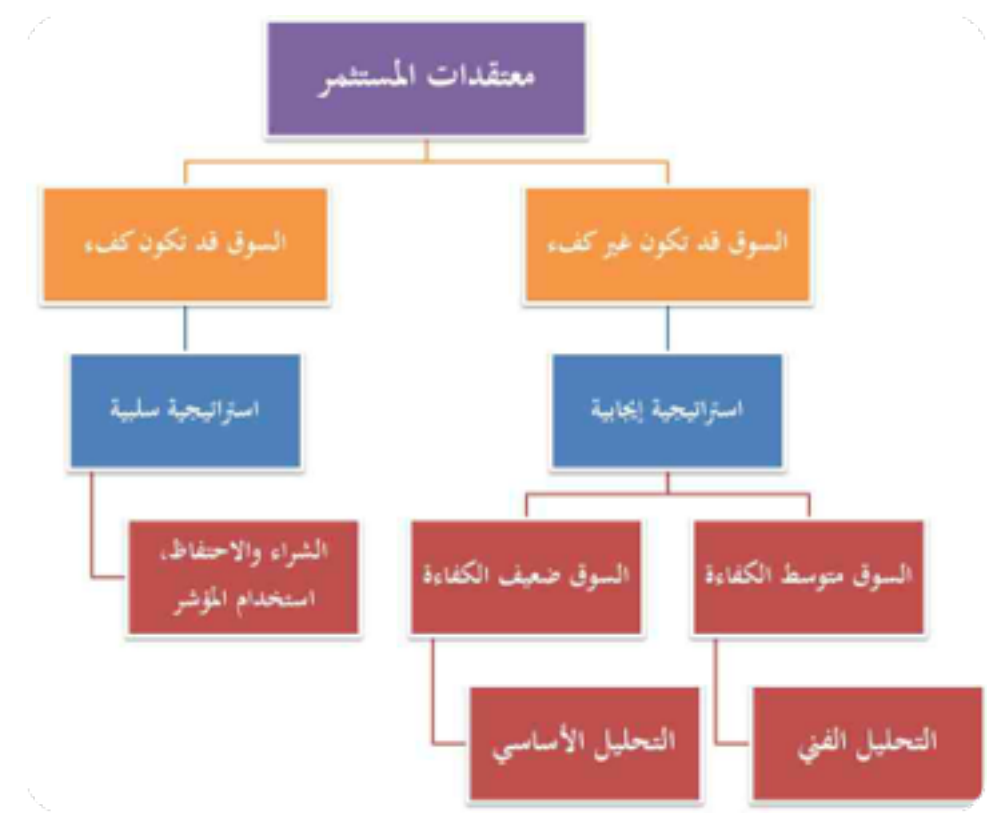 معتقدات المستثمر
السوق قد تكون غير كفء
السوق قد تكون كفء
استراتيجية إيجابية
استراتيجية سلبية
السوق متوسط الكفاءة
السوق ضعيف الكفاءة
الشراء والاحتفاظ،
استخدام المؤشر
التحليل الفني
التحليل الأساسي